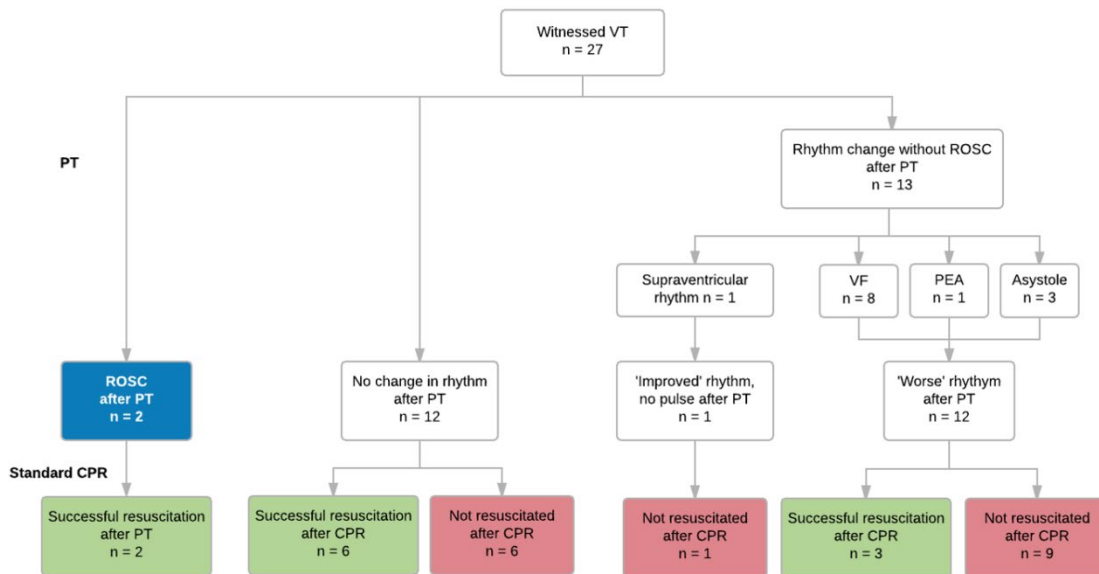 Witnessed VT
n = 27
PT
Rhythm change without ROSC
after PT
n = 13
Supraventricular
rhythm n = 1
VF
n = 8
PEA
n = 1
Asystole
n = 3
ROSC
after PT
n = 2
No change in rhythm
after PT
n = 12
'Improved' rhythm,
no pulse after PT
n = 1
'Worse' rhythym
after PT
n = 12
Standard CPR
Successful resuscitation
after PT
n = 2
Successful resuscitation
after CPR
n = 6
Not resuscitated
after CPR
n = 6
Not resuscitated
after CPR
n = 1
Successful resuscitation
after CPR
n = 3
Not resuscitated
after CPR
n = 9